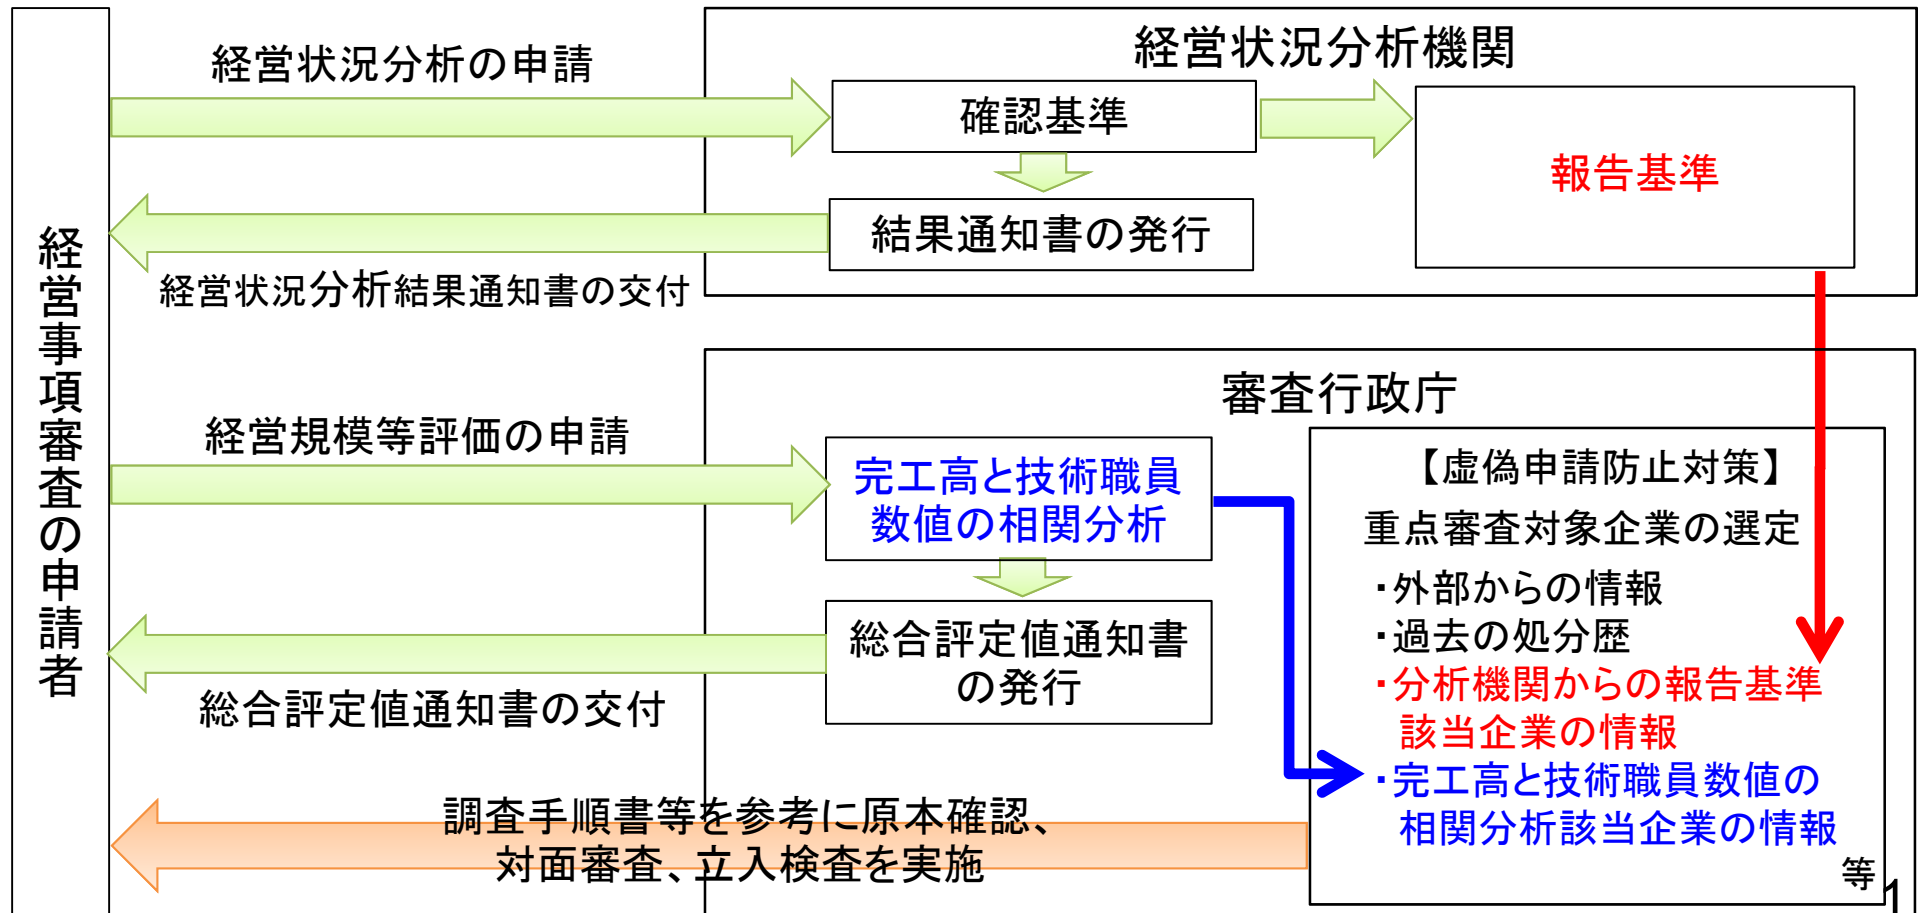 経営事項審査の申請者
経営状況分析の申請
経営状況分析機関
確認基準
報告基準
結果通知書の発行
経営状況分析結果通知書の交付
審査行政庁
経営規模等評価の申請
完工高と技術職員
数値の相関分析
総合評定値通知書
の発行
総合評定値通知書の交付
【虚偽申請防止対策】
重点審査対象企業の選定
・外部からの情報
・過去の処分歴
・分析機関からの報告基準
該当企業の情報
・完工高と技術職員数値の
相関分析該当企業の情報
等
調査手順書等を参考に原本確認、
対面審査、立入検査を実施
1